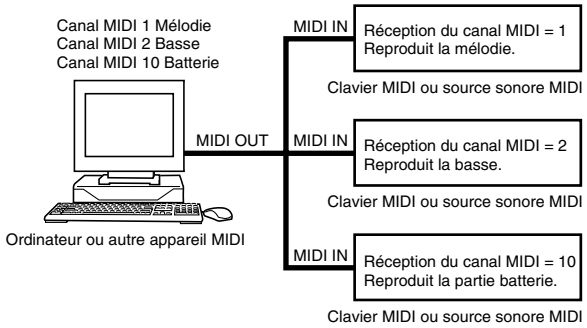 Canal MIDI 1 Mélodie
Canal MIDI 2 Basse
Canal MIDI 10 Batterie
Ordinateur ou autre appareil MIDI
MIDI OUT
MIDI IN
Réception du canal MIDI = 1
Reproduit la mélodie.
Clavier MIDI ou source sonore MIDI
MIDI IN
Réception du canal MIDI = 2
Reproduit la basse.
Clavier MIDI ou source sonore MIDI
MIDI IN
Réception du canal MIDI = 10
Reproduit la partie batterie.
Clavier MIDI ou source sonore MIDI